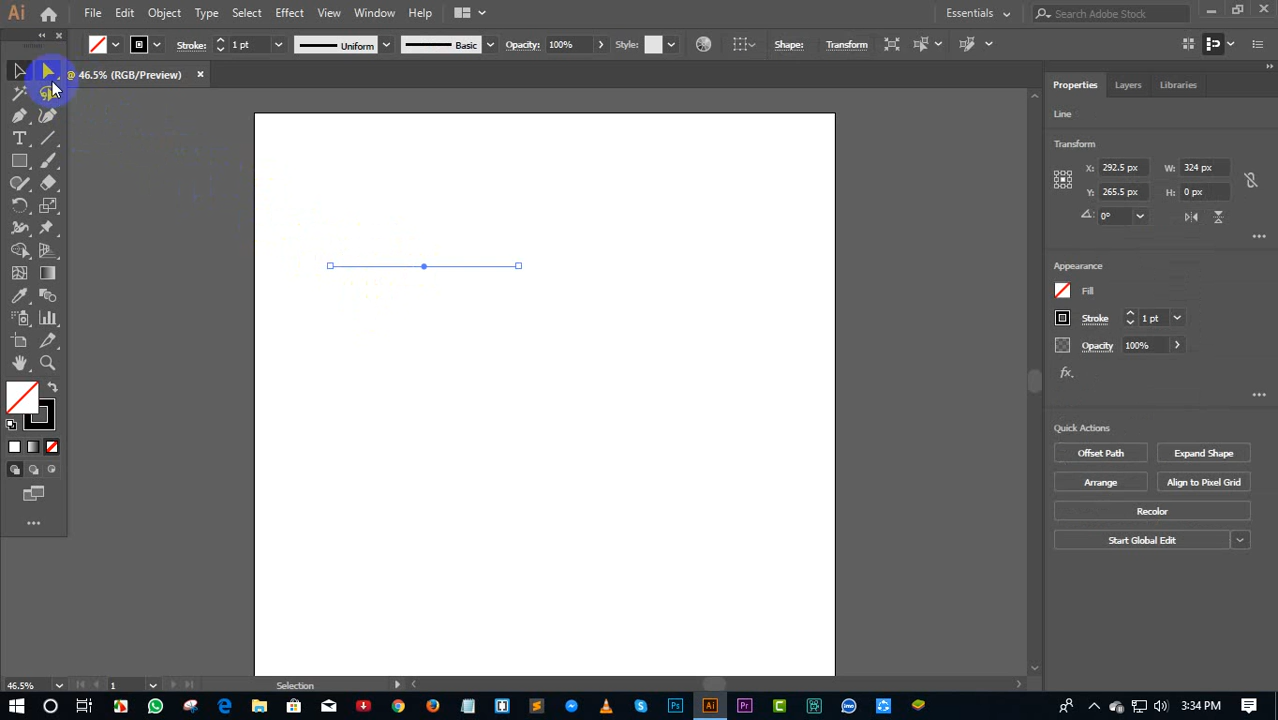 Ai File Edit Object Type Select Effect View Window Help Essentials Search Adobe Stock
Stroke: 1 pt Uniform Basic Opacity: 100% Style: Shape: Transform
@ 46.5% (RGB/Preview) ×
Properties Layers Libraries
Line
Transform
X: 292.5 px W: 324 px
Y: 265.5 px H: 0 px
0°
Appearance
Fill
Stroke 1 pt
Opacity 100%
fx.
Quick Actions
Offset Path Expand Shape
Arrange Align to Pixel Grid
Recolor
Start Global Edit
46.5% 1 Selection
Ps Ai Pr 3:34 PM